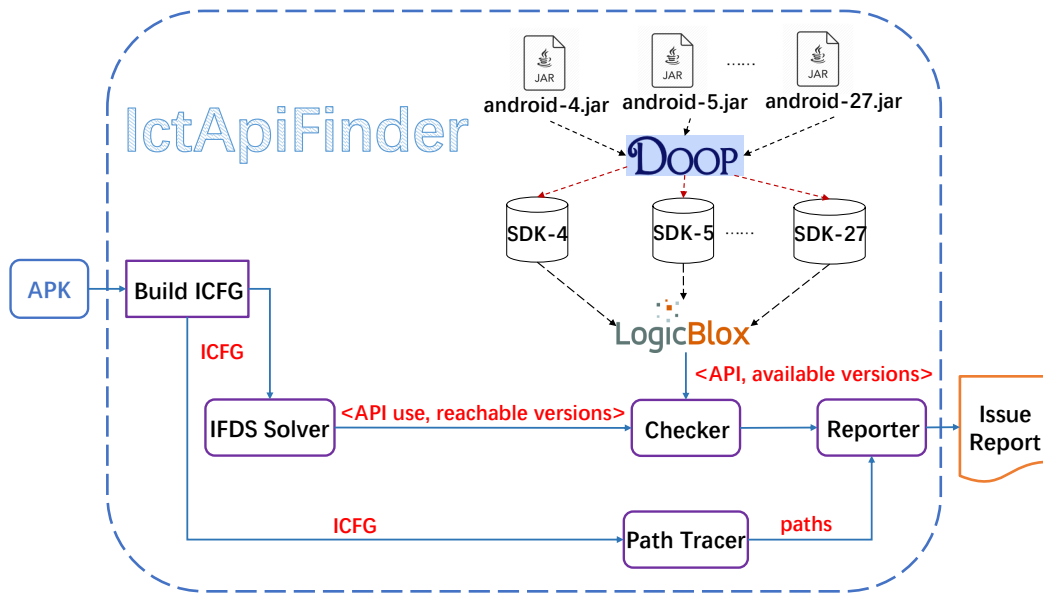 JAR
JAR
......
JAR
android-4.jar
android-5.jar
android-27.jar
IctApiFinder
DOOP
SDK-4
SDK-5
......
SDK-27
APK
Build ICFG
LogicBlox
ICFG
<API, available versions>
<API use, reachable versions>
IFDS Solver
Checker
Reporter
Issue
Report
ICFG
Path Tracer
paths